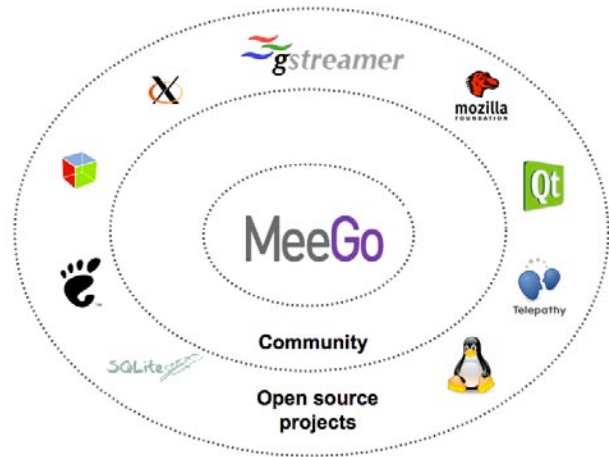 gstreamer
X
mozilla
FOUNDATION
Qt
MeeGo
Telepathy
SQLite
Community
Open source
projects